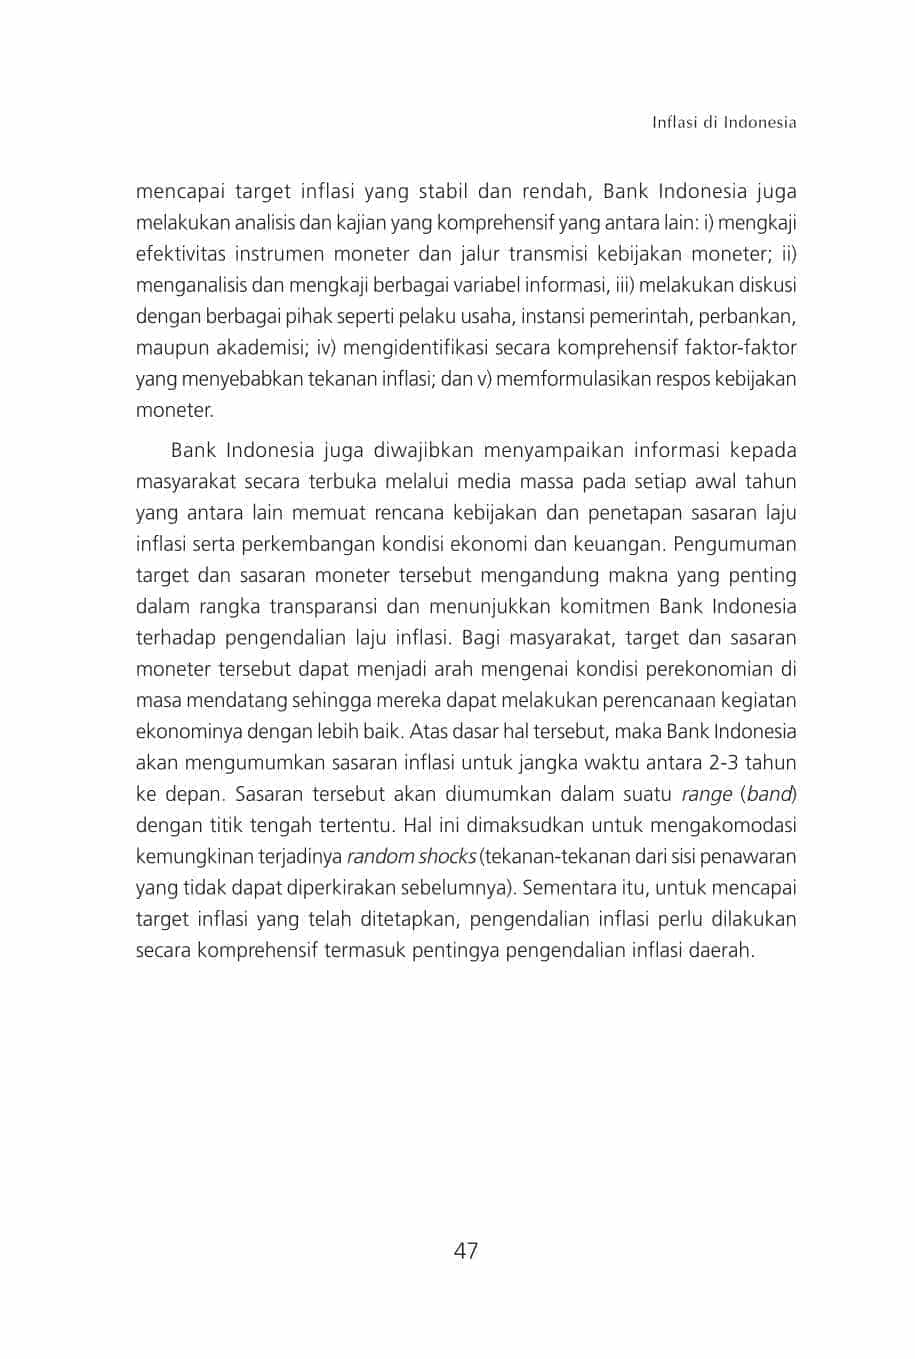 Inflasi di Indonesia
mencapai target inflasi yang stabil dan rendah, Bank Indonesia juga
melakukan analisis dan kajian yang komprehensif yang antara lain: i) mengkaji
efektivitas instrumen moneter dan jalur transmisi kebijakan moneter; ii)
menganalisis dan mengkaji berbagai variabel informasi, iii) melakukan diskusi
dengan berbagai pihak seperti pelaku usaha, instansi pemerintah, perbankan,
maupun akademisi; iv) mengidentifikasi secara komprehensif faktor-faktor
yang menyebabkan tekanan inflasi; dan v) memformulasikan respos kebijakan
moneter.
Bank Indonesia juga diwajibkan menyampaikan informasi kepada
masyarakat secara terbuka melalui media massa pada setiap awal tahun
yang antara lain memuat rencana kebijakan dan penetapan sasaran laju
inflasi serta perkembangan kondisi ekonomi dan keuangan. Pengumuman
target dan sasaran moneter tersebut mengandung makna yang penting
dalam rangka transparansi dan menunjukkan komitmen Bank Indonesia
terhadap pengendalian laju inflasi. Bagi masyarakat, target dan sasaran
moneter tersebut dapat menjadi arah mengenai kondisi perekonomian di
masa mendatang sehingga mereka dapat melakukan perencanaan kegiatan
ekonominya dengan lebih baik. Atas dasar hal tersebut, maka Bank Indonesia
akan mengumumkan sasaran inflasi untuk jangka waktu antara 2-3 tahun
ke depan. Sasaran tersebut akan diumumkan dalam suatu range (band)
dengan titik tengah tertentu. Hal ini dimaksudkan untuk mengakomodasi
kemungkinan terjadinya random shocks (tekanan-tekanan dari sisi penawaran
yang tidak dapat diperkirakan sebelumnya). Sementara itu, untuk mencapai
target inflasi yang telah ditetapkan, pengendalian inflasi perlu dilakukan
secara komprehensif termasuk pentingya pengendalian inflasi daerah.
47